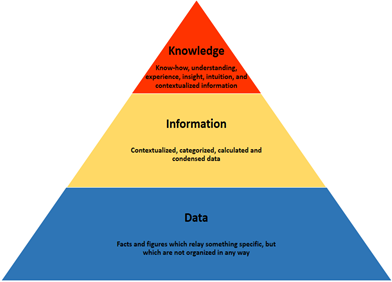 Knowledge
Know-how, understanding,
experience, insight, intuition, and
contextualized information
Information
Contextualized, categorized, calculated and
condensed data
Data
Facts and figures which relay something specific, but
which are not organized in any way